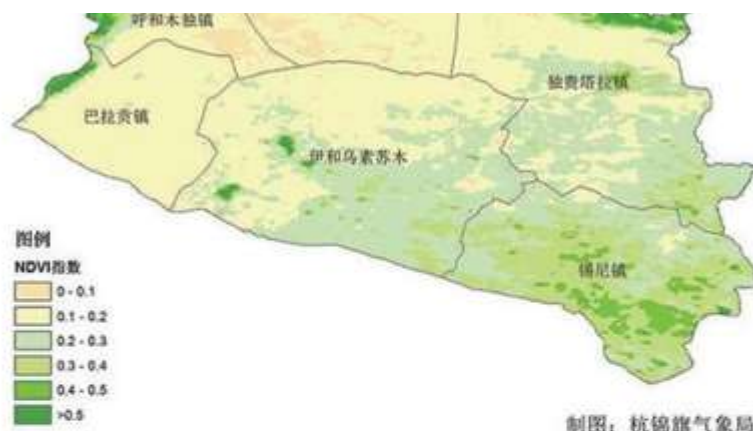 呼和木独镇
独贵塔拉镇
巴拉贡镇
伊和乌素苏木
锡尼镇
图例
NDVI指数
0 - 0.1
0.1 - 0.2
0.2 - 0.3
0.3 - 0.4
0.4 - 0.5
>0.5
制图：杭锦旗气象局